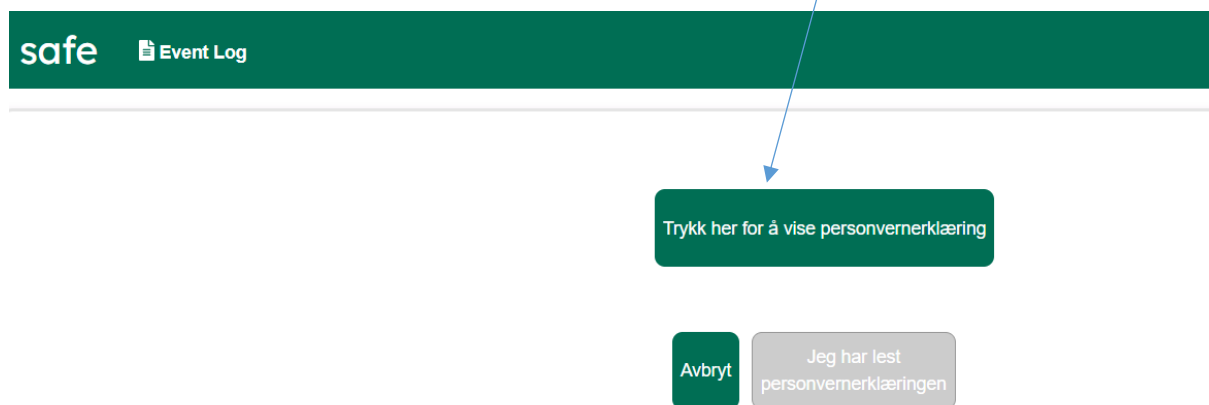 safe Event Log
Trykk her for å vise personvernerklæring
Avbryt
Jeg har lest
personvernerklæringen